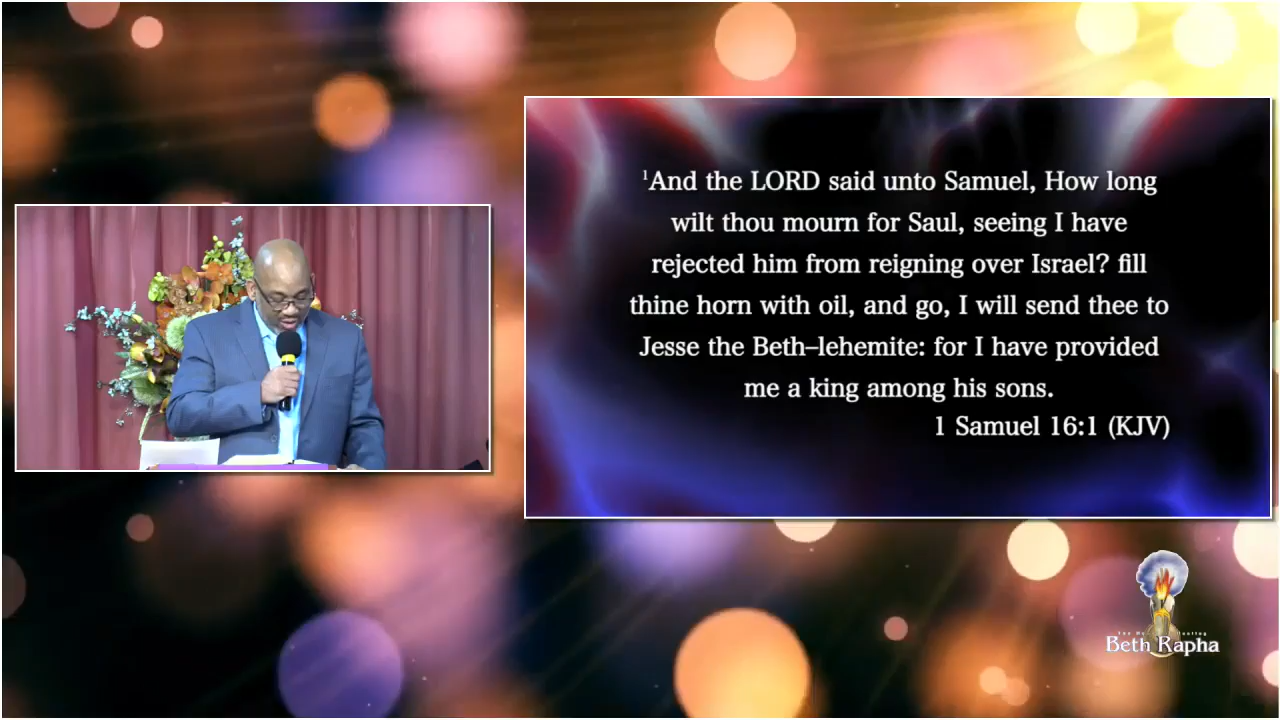 ¹And the LORD said unto Samuel, How long
wilt thou mourn for Saul, seeing I have
rejected him from reigning over Israel? fill
thine horn with oil, and go, I will send thee to
Jesse the Beth–lehemite: for I have provided
me a king among his sons.
1 Samuel 16:1 (KJV)
Beth Rapha